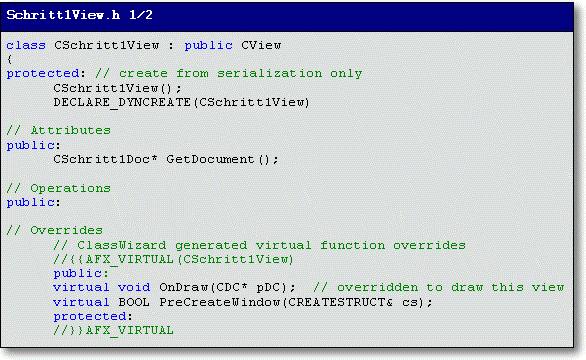 Schritt1View.h 1/2
class CSchritt1View : public CView
{
protected: // create from serialization only
CSchritt1View();
DECLARE_DYNCREATE(CSchritt1View)
// Attributes
public:
CSchritt1Doc* GetDocument();
// Operations
public:
// Overrides
// ClassWizard generated virtual function overrides
//{{AFX_VIRTUAL(CSchritt1View)
public:
virtual void OnDraw(CDC* pDC);  // overridden to draw this view
virtual BOOL PreCreateWindow(CREATESTRUCT& cs);
protected:
//}}AFX_VIRTUAL